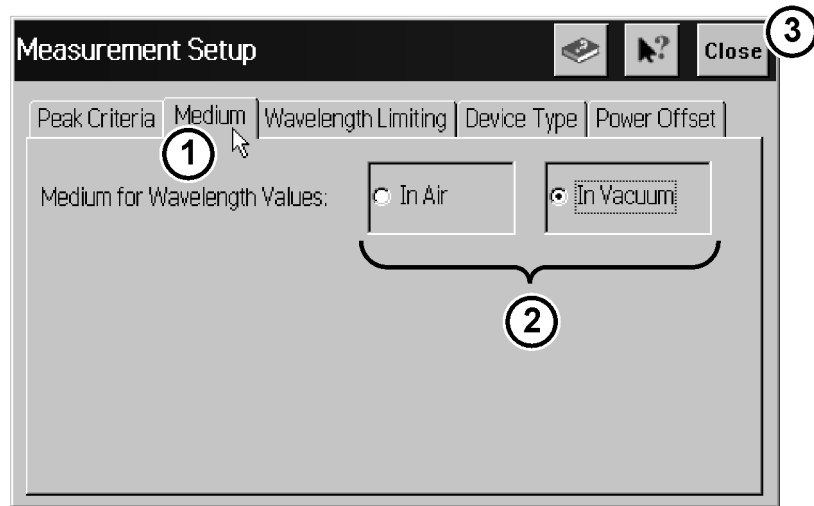 Measurement Setup ? ? Close 3
Peak Criteria Medium Wavelength Limiting Device Type Power Offset
1
Medium for Wavelength Values: In Air In Vacuum
2